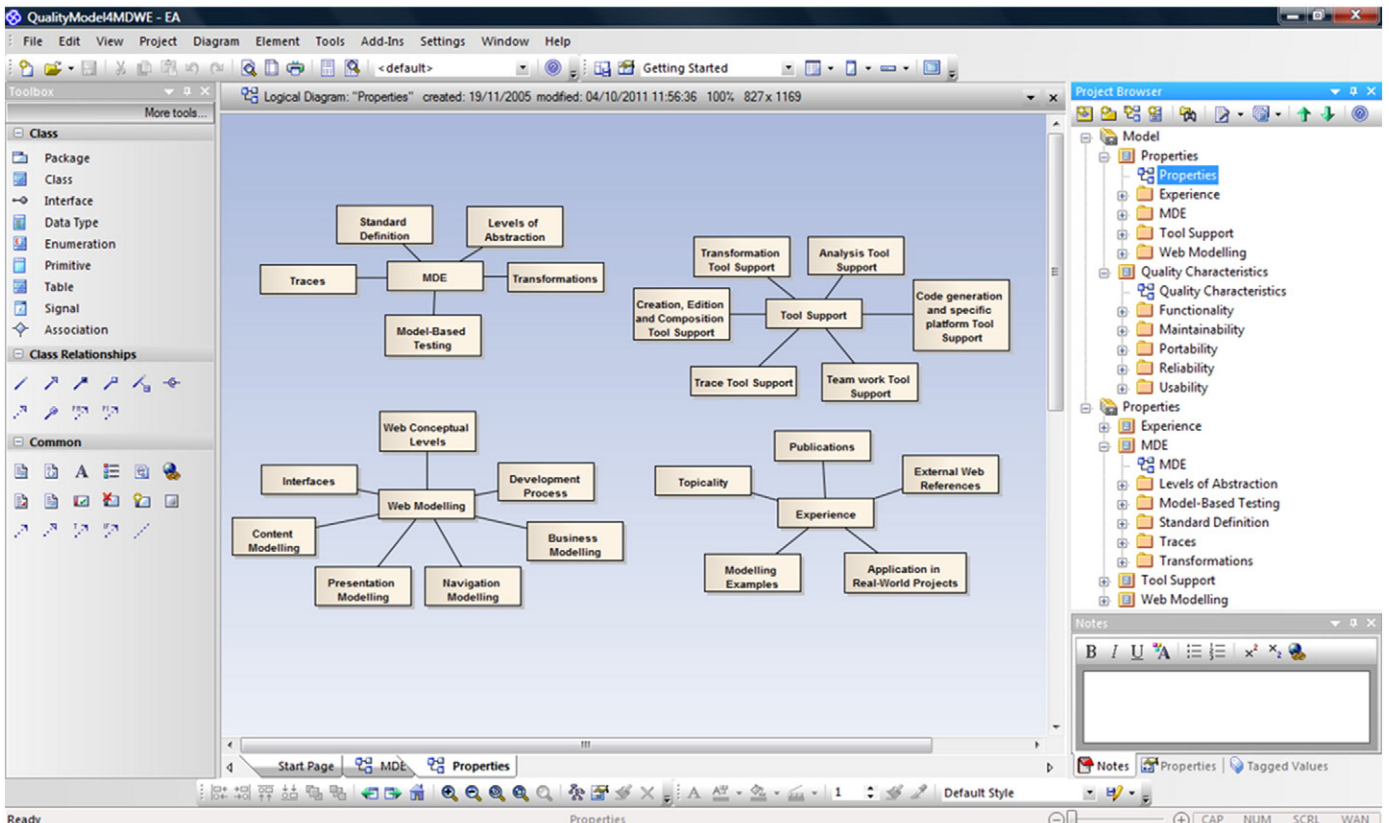 QualityModel4MDWE - EA
File Edit View Project Diagram Element Tools Add-Ins Settings Window Help
<default>
Getting Started
Toolbox
More tools...
Class
Package
Class
Interface
Data Type
Enumeration
Primitive
Table
Signal
Association
Class Relationships
Common
Logical Diagram: "Properties" created: 19/11/2005 modified: 04/10/2011 11:56:36 100% 827 x 1169
Standard
Definition
Levels of
Abstraction
Traces
MDE
Transformations
Model-Based
Testing
Transformation
Tool Support
Analysis Tool
Support
Creation, Edition
and Composition
Tool Support
Tool Support
Code generation
and specific
platform Tool
Support
Trace Tool Support
Team work Tool
Support
Web Conceptual
Levels
Interfaces
Development
Process
Web Modelling
Content
Modelling
Business
Modelling
Presentation
Modelling
Navigation
Modelling
Publications
Topicality
External Web
References
Experience
Modelling
Examples
Application in
Real-World Projects
Start Page
MDE
Properties
Project Browser
Model
Properties
Properties
Experience
MDE
Tool Support
Web Modelling
Quality Characteristics
Quality Characteristics
Functionality
Maintainability
Portability
Reliability
Usability
Properties
Experience
MDE
MDE
Levels of Abstraction
Model-Based Testing
Standard Definition
Traces
Transformations
Tool Support
Web Modelling
Notes
B I U A x² x₂
Notes Properties Tagged Values
A 1 Default Style
Ready
Properties
CAP NUM SCRL WAN